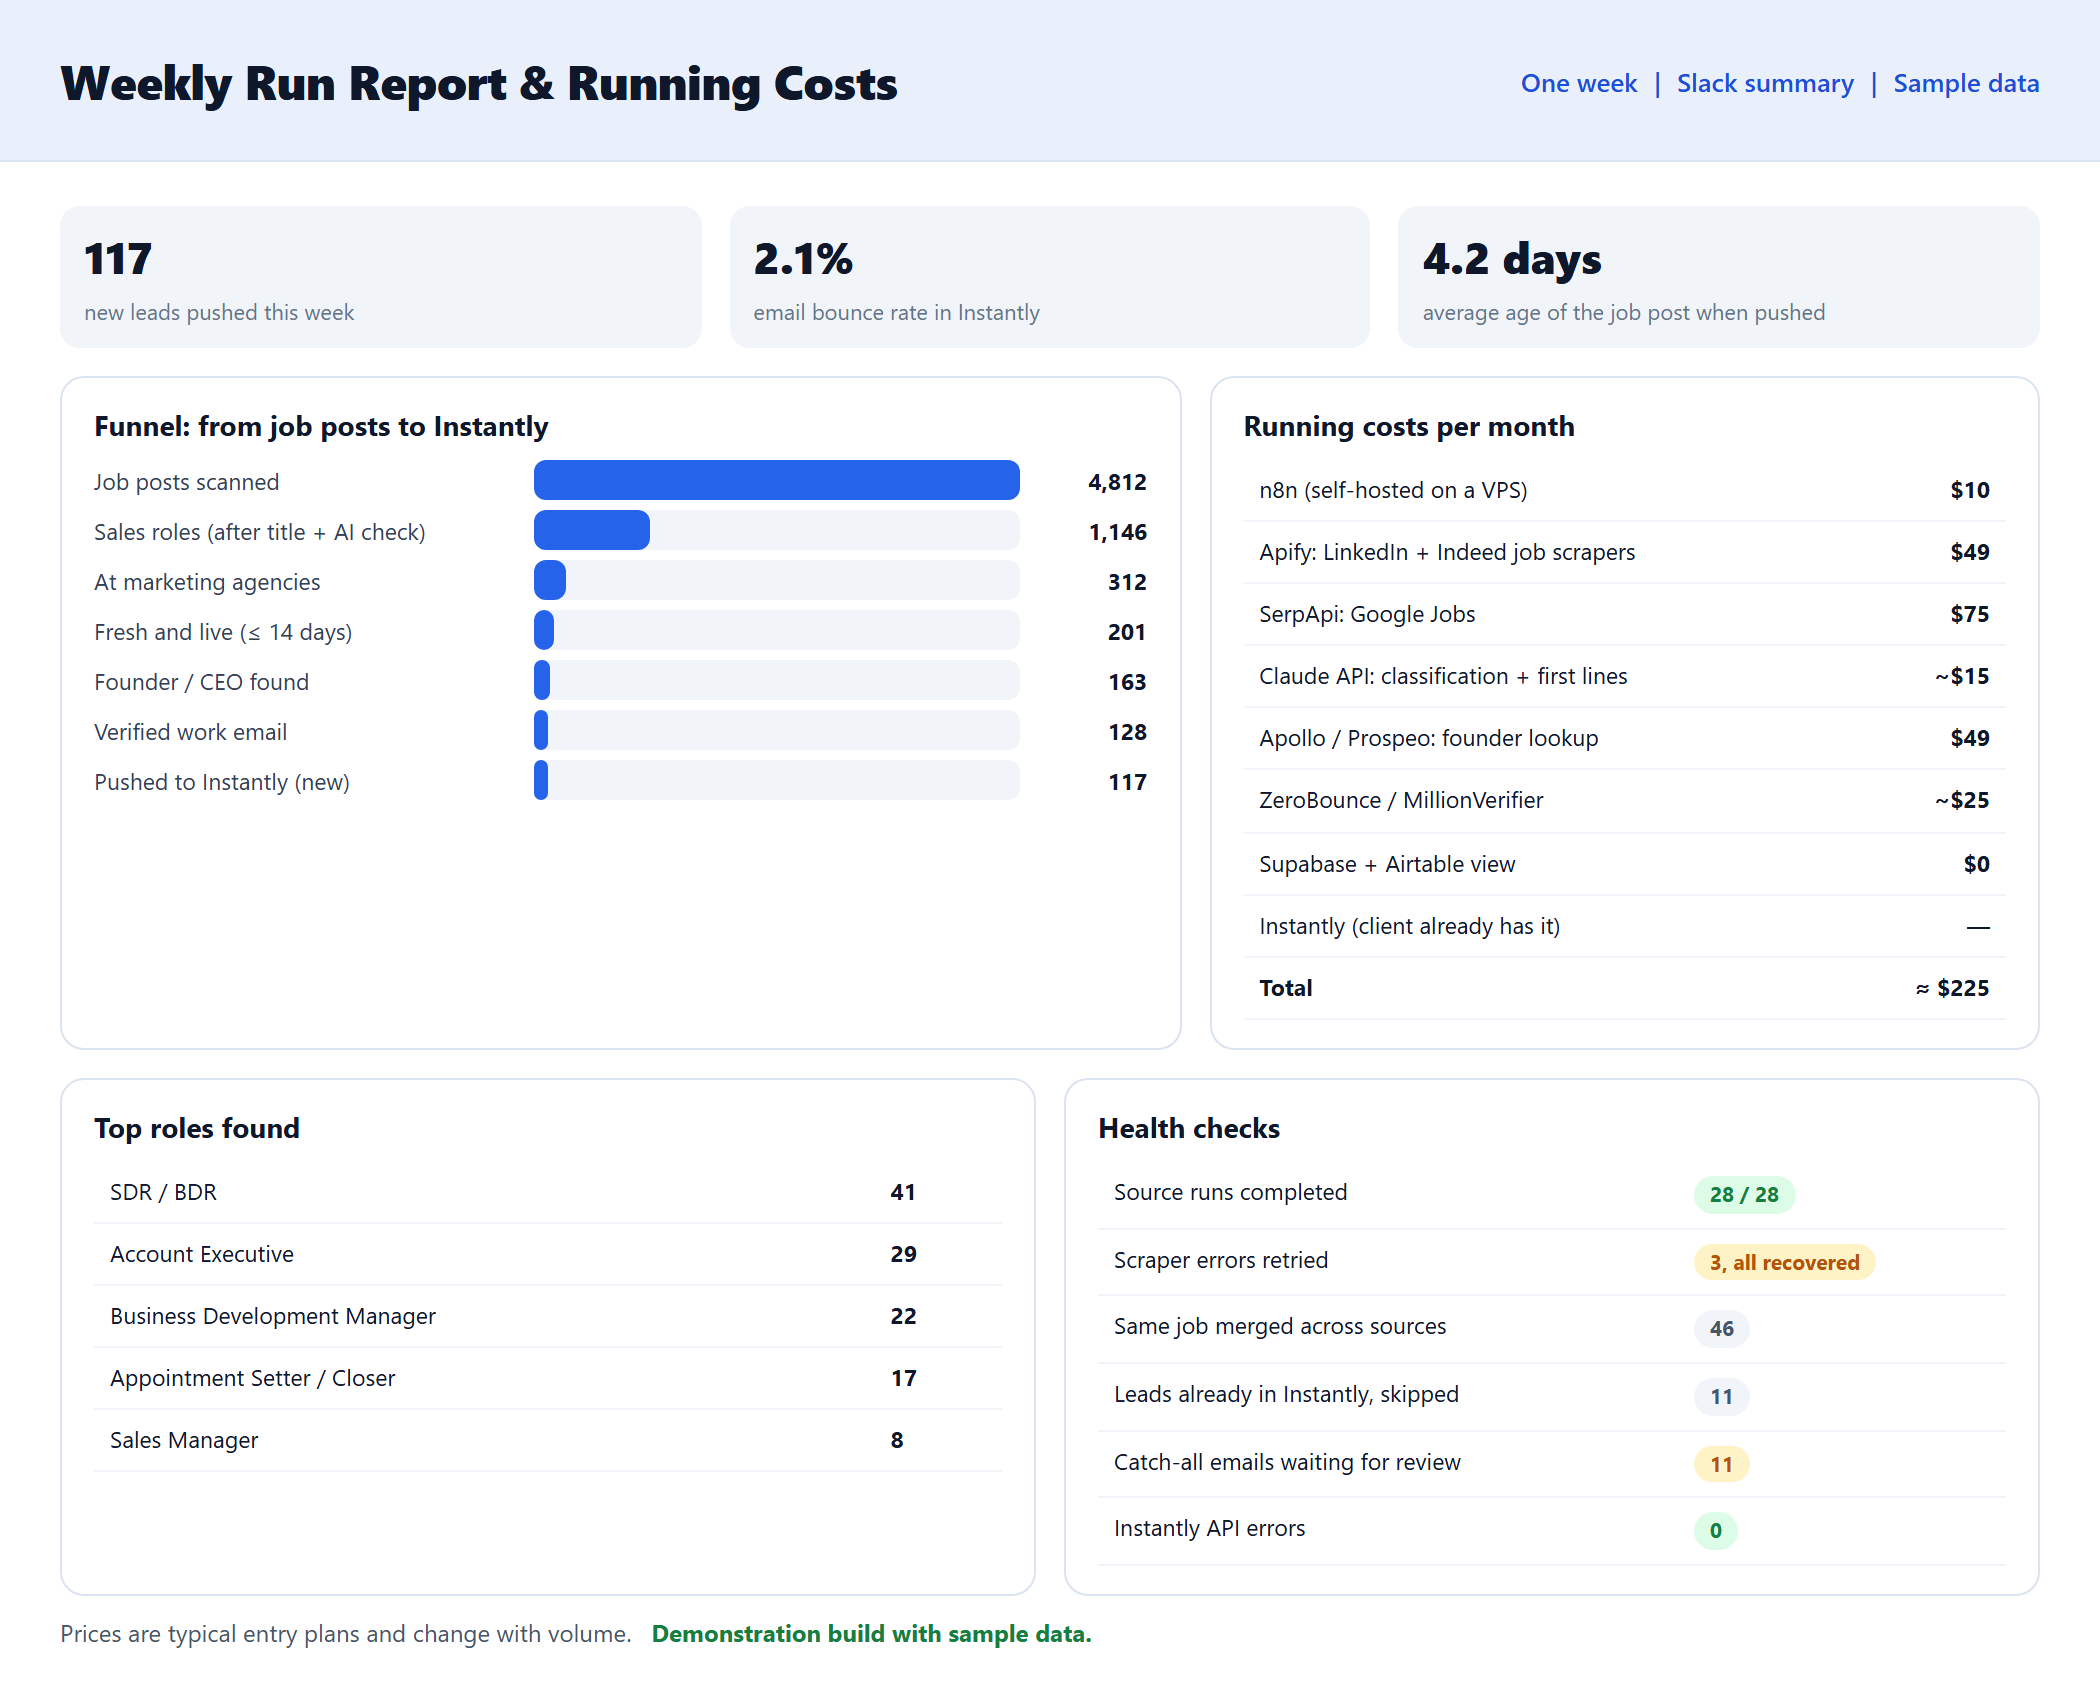 Weekly Run Report & Running Costs
One week | Slack summary | Sample data
117
new leads pushed this week
2.1%
email bounce rate in Instantly
4.2 days
average age of the job post when pushed
Funnel: from job posts to Instantly
Job posts scanned 4,812
Sales roles (after title + AI check) 1,146
At marketing agencies 312
Fresh and live (≤ 14 days) 201
Founder / CEO found 163
Verified work email 128
Pushed to Instantly (new) 117
Running costs per month
n8n (self-hosted on a VPS) $10
Apify: LinkedIn + Indeed job scrapers $49
SerpApi: Google Jobs $75
Claude API: classification + first lines ~$15
Apollo / Prospeo: founder lookup $49
ZeroBounce / MillionVerifier ~$25
Supabase + Airtable view $0
Instantly (client already has it) —
Total ≈ $225
Top roles found
SDR / BDR 41
Account Executive 29
Business Development Manager 22
Appointment Setter / Closer 17
Sales Manager 8
Health checks
Source runs completed 28 / 28
Scraper errors retried 3, all recovered
Same job merged across sources 46
Leads already in Instantly, skipped 11
Catch-all emails waiting for review 11
Instantly API errors 0
Prices are typical entry plans and change with volume. Demonstration build with sample data.